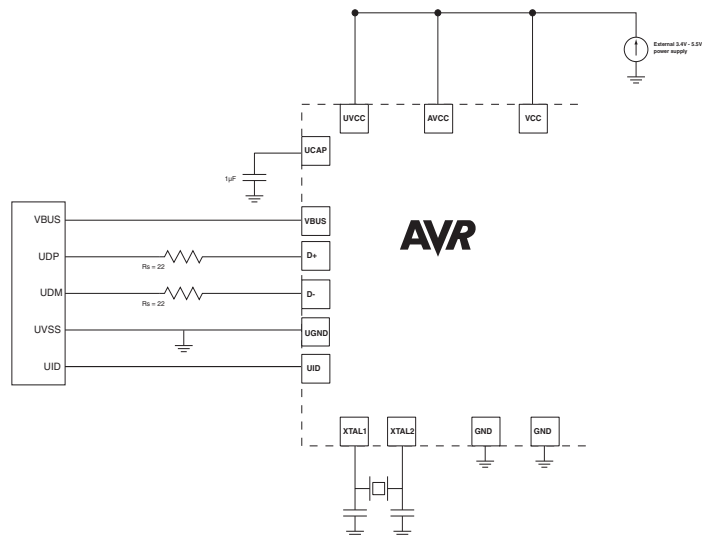 External 3.4V - 5.5V
power supply
UVCC
AVCC
VCC
UCAP
1µF
VBUS
VBUS
UDP
Rs = 22
D+
UDM
Rs = 22
D-
UVSS
UGND
UID
UID
AVR
XTAL1
XTAL2
GND
GND